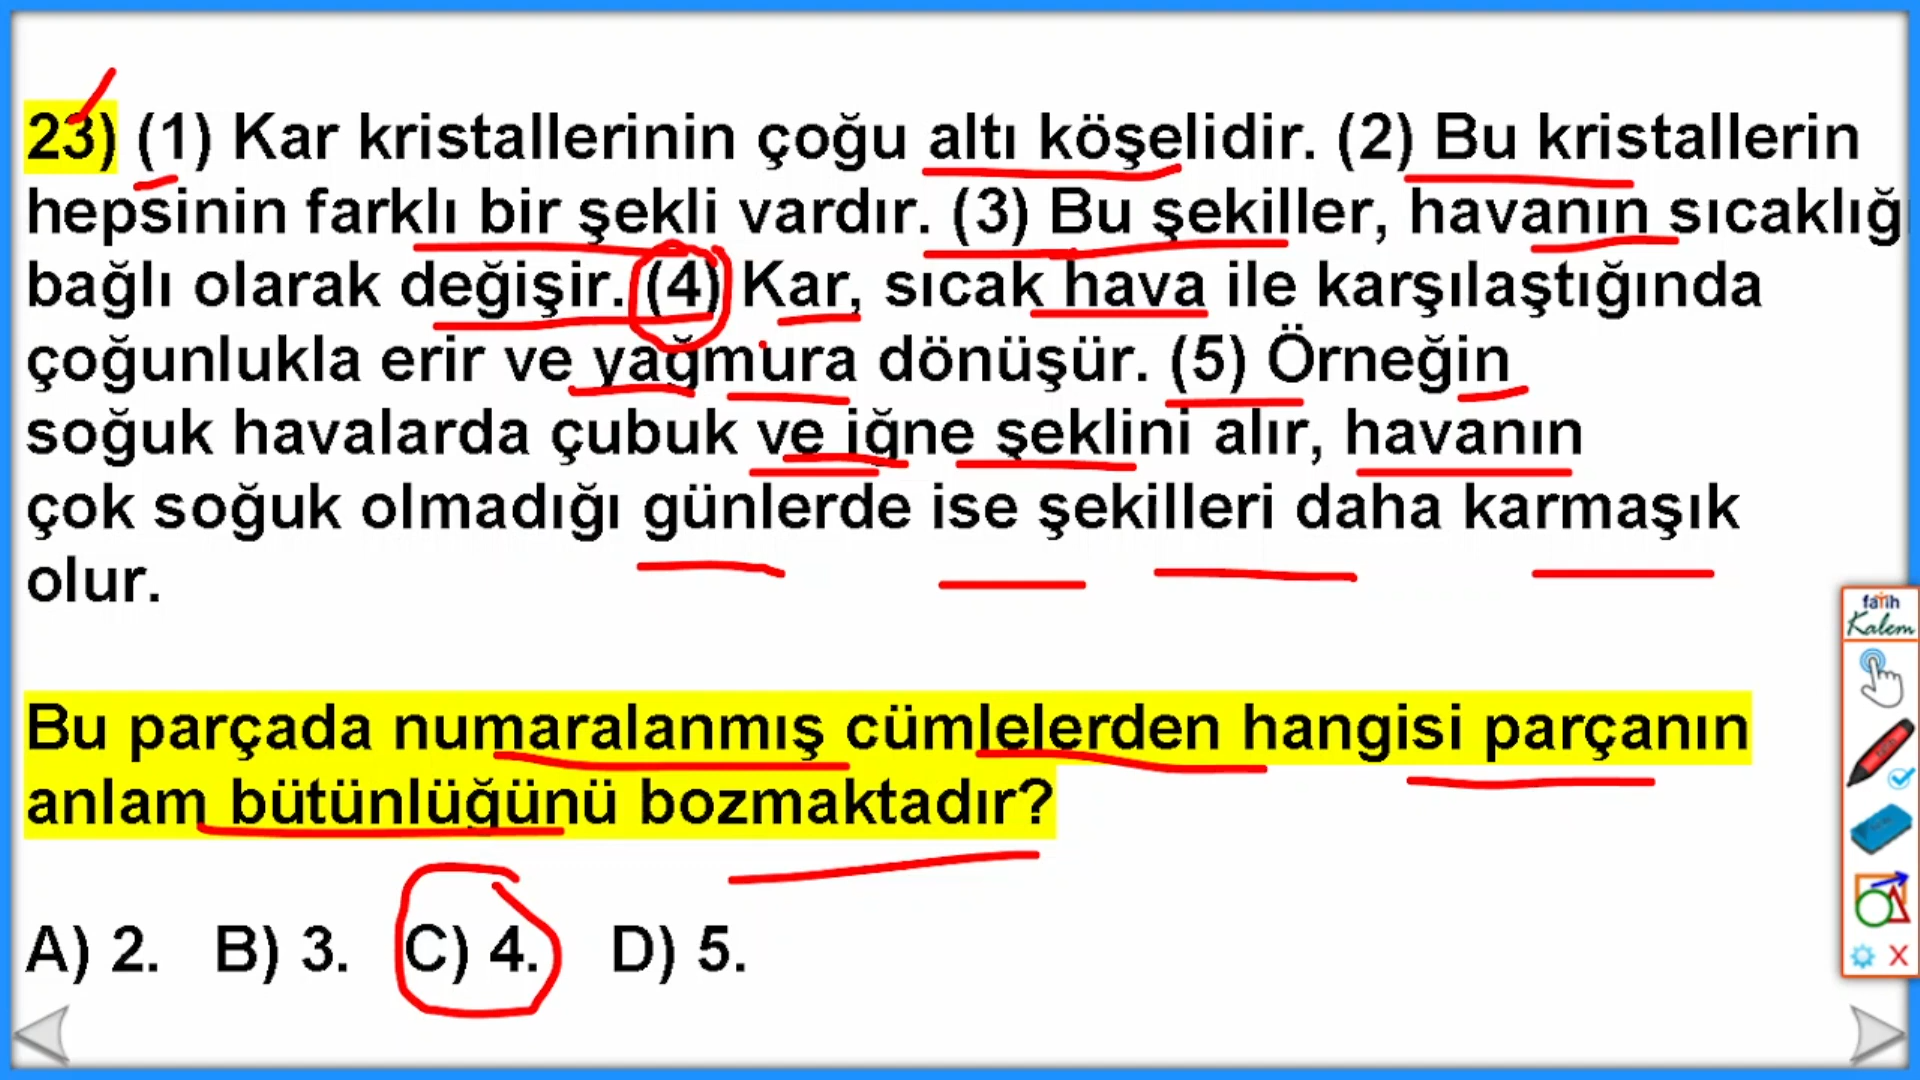 23) (1) Kar kristallerinin çoğu altı köşelidir. (2) Bu kristallerin
hepsinin farklı bir şekli vardır. (3) Bu şekiller, havanın sıcaklığ
bağlı olarak değişir. (4) Kar, sıcak hava ile karşılaştığında
çoğunlukla erir ve yağmura dönüşür. (5) Örneğin
soğuk havalarda çubuk ve iğne şeklini alır, havanın
çok soğuk olmadığı günlerde ise şekilleri daha karmaşık
olur.
Bu parçada numaralanmış cümlelerden hangisi parçanın
anlam bütünlüğünü bozmaktadır?
A) 2. B) 3. C) 4. D) 5.
fatih
Kalem
X